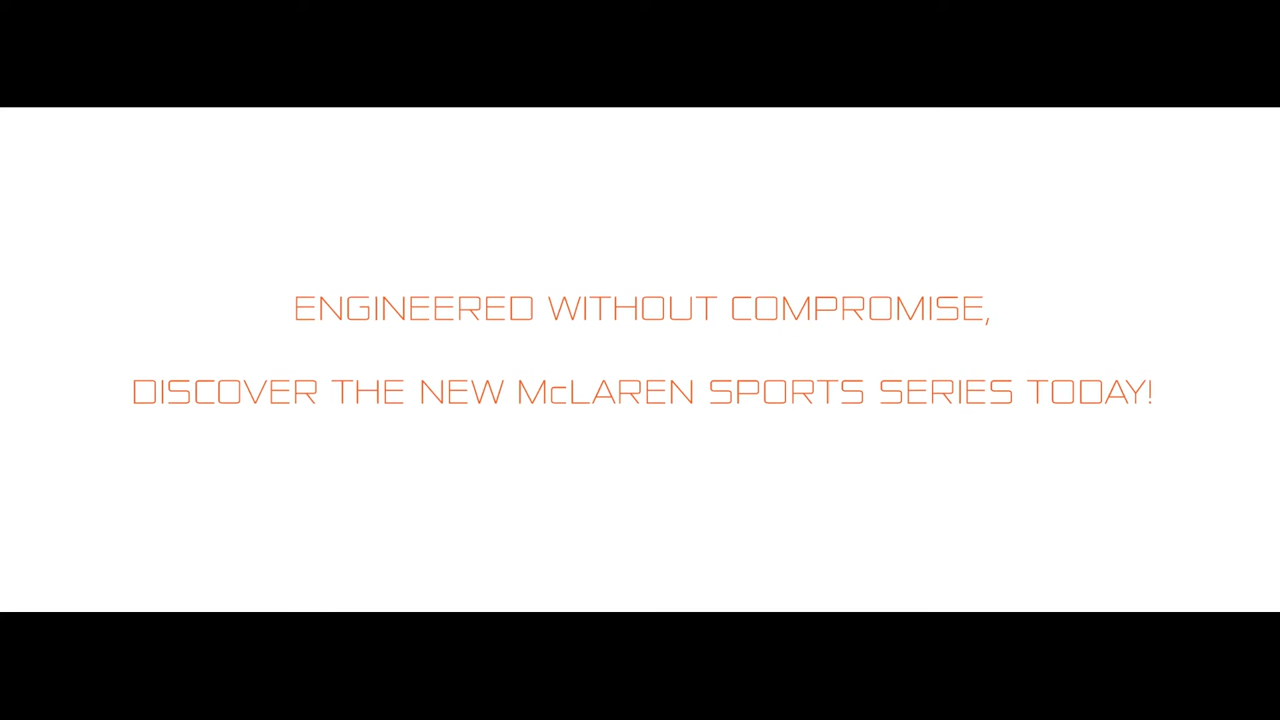 ENGINEERED WITHOUT COMPROMISE,
DISCOVER THE NEW McLAREN SPORTS SERIES TODAY!